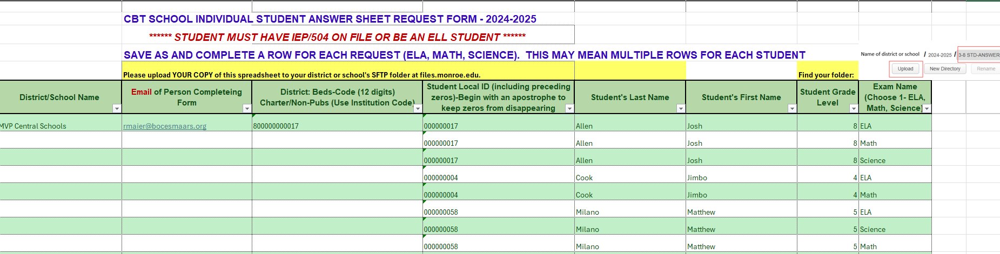 CBT SCHOOL INDIVIDUAL STUDENT ANSWER SHEET REQUEST FORM - 2024-2025
****** STUDENT MUST HAVE IEP/504 ON FILE OR BE AN ELL STUDENT ******
SAVE AS AND COMPLETE A ROW FOR EACH REQUEST (ELA, MATH, SCIENCE).  THIS MAY MEAN MULTIPLE ROWS FOR EACH STUDENT
Name of district or school / 2024-2025 / 3-8 STD-ANSWER
Upload New Directory Rename
Please upload YOUR COPY of this spreadsheet to your district or school's SFTP folder at files.monroe.edu. Find your folder:
District/School Name
Email of Person Completeing
Form
District: Beds-Code (12 digits)
Charter/Non-Pubs (Use Institution Code)
Student Local ID (including preceding
zeros)-Begin with an apostrophe to
keep zeros from disappearing
Student's Last Name
Student's First Name
Student Grade
Level
Exam Name
(Choose 1- ELA,
Math, Science)
MVP Central Schools rmaier@bocesmaars.org 800000000017 000000017 Allen Josh 8 ELA
000000017 Allen Josh 8 Math
000000017 Allen Josh 8 Science
000000004 Cook Jimbo 4 ELA
000000004 Cook Jimbo 4 Math
000000058 Milano Matthew 5 ELA
000000058 Milano Matthew 5 Science
000000058 Milano Matthew 5 Math